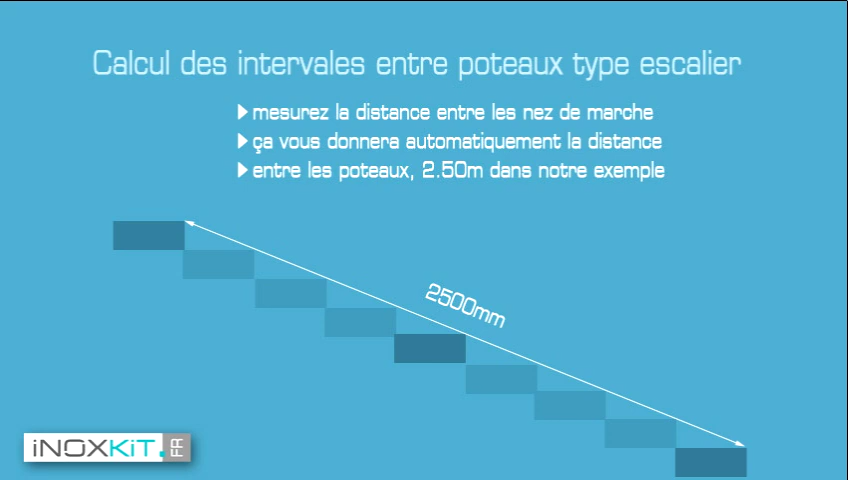 Calcul des intervales entre poteaux type escalier
mesurez la distance entre les nez de marche
ça vous donnera automatiquement la distance
entre les poteaux, 2.50m dans notre exemple
2500mm
iNOXKiT.FR